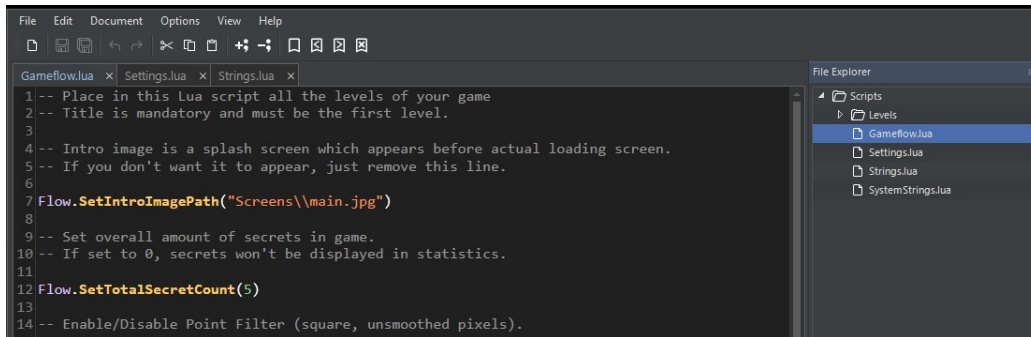 File Edit Document Options View Help
Gameflow.lua × Settings.lua × Strings.lua ×
1 -- Place in this Lua script all the levels of your game
2 -- Title is mandatory and must be the first level.
3
4 -- Intro image is a splash screen which appears before actual loading screen.
5 -- If you don't want it to appear, just remove this line.
6
7 Flow.SetIntroImagePath("Screens\\main.jpg")
8
9 -- Set overall amount of secrets in game.
10 -- If set to 0, secrets won't be displayed in statistics.
11
12 Flow.SetTotalSecretCount(5)
13
14 -- Enable/Disable Point Filter (square, unsmoothed pixels).
File Explorer
Scripts
Levels
Gameflow.lua
Settings.lua
Strings.lua
SystemStrings.lua